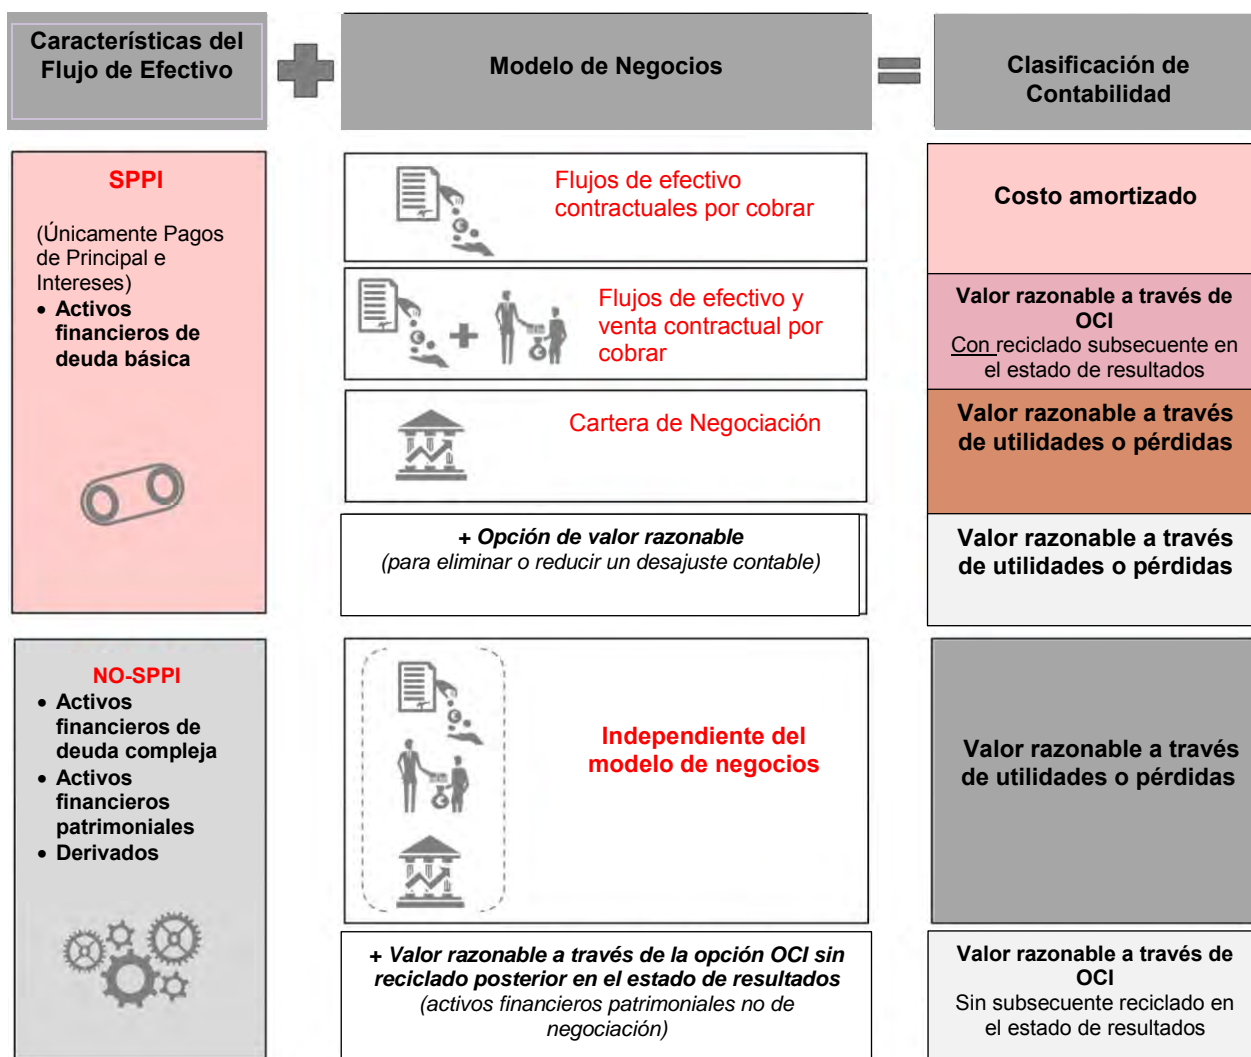 Características del
Flujo de Efectivo
Modelo de Negocios
Clasificación de
Contabilidad
SPPI
(Únicamente Pagos
de Principal e
Intereses)
• Activos
financieros de
deuda básica
Flujos de efectivo
contractuales por cobrar
Costo amortizado
Flujos de efectivo y
venta contractual por
cobrar
Valor razonable a través de
OCI
Con reciclado subsecuente en
el estado de resultados
Cartera de Negociación
Valor razonable a través
de utilidades o pérdidas
+ Opción de valor razonable
(para eliminar o reducir un desajuste contable)
Valor razonable a través
de utilidades o pérdidas
NO-SPPI
• Activos
financieros de
deuda compleja
• Activos
financieros
patrimoniales
• Derivados
Independiente del
modelo de negocios
Valor razonable a través
de utilidades o pérdidas
+ Valor razonable a través de la opción OCI sin
reciclado posterior en el estado de resultados
(activos financieros patrimoniales no de
negociación)
Valor razonable a través de
OCI
Sin subsecuente reciclado en
el estado de resultados